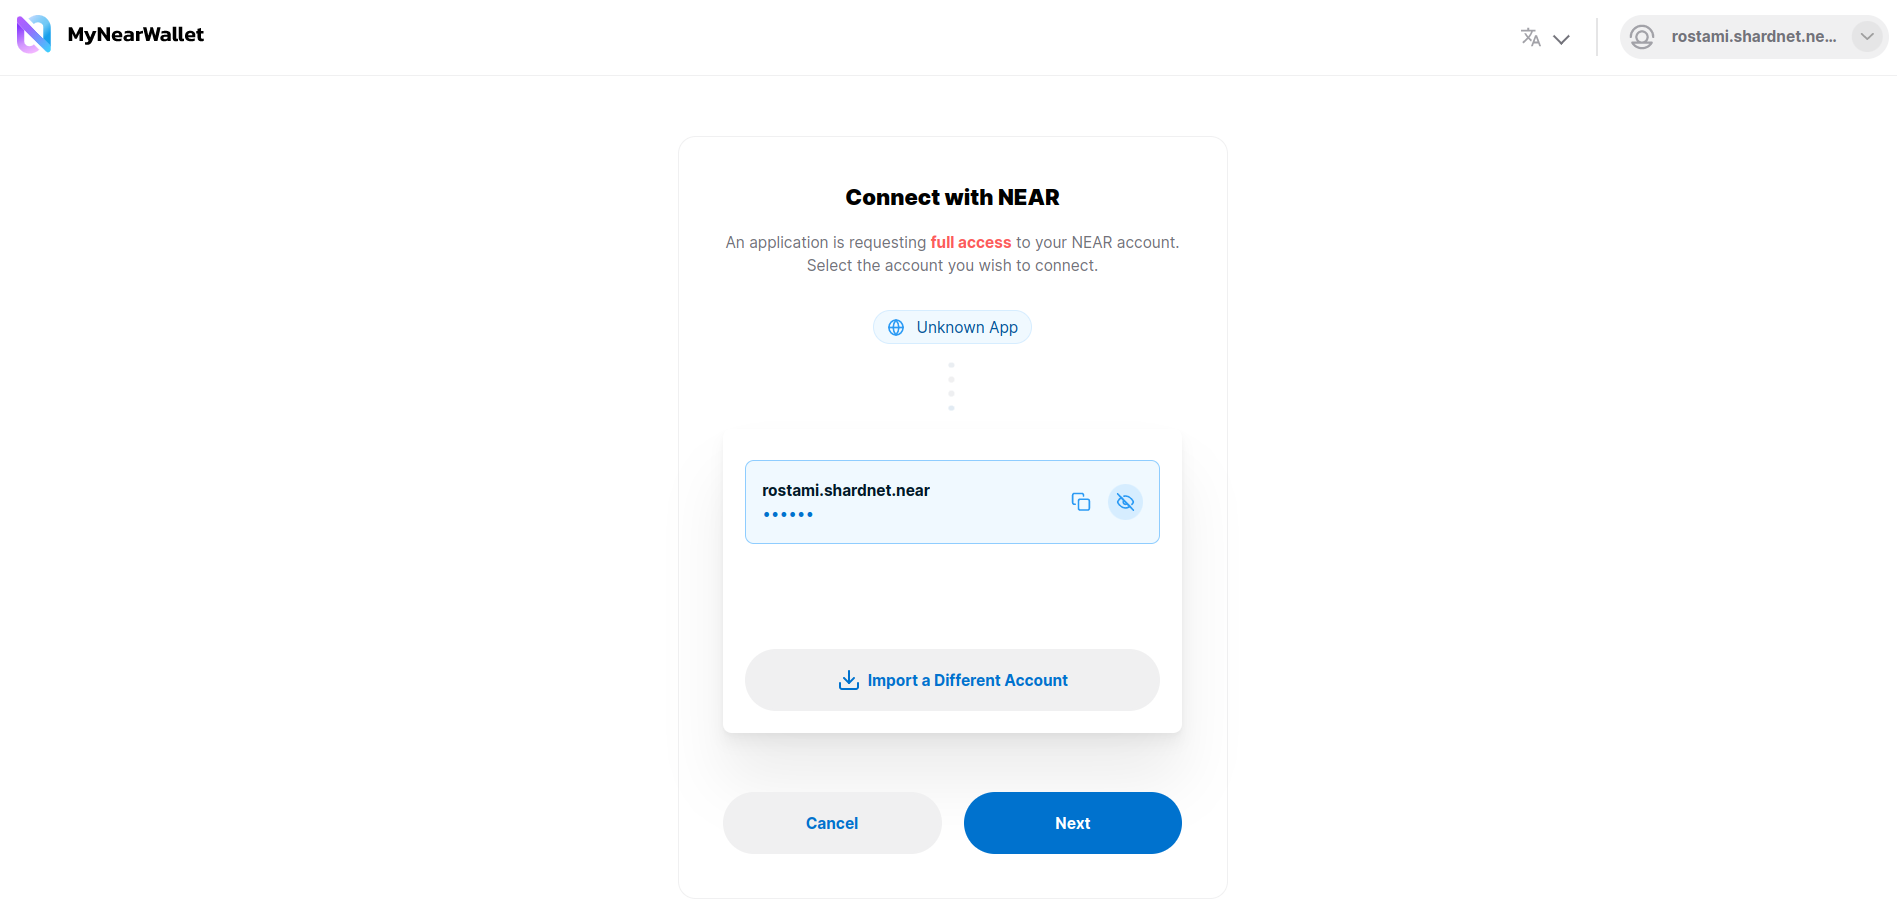 MyNearWallet
rostami.shardnet.ne...
Connect with NEAR
An application is requesting full access to your NEAR account.
Select the account you wish to connect.
Unknown App
rostami.shardnet.near
••••••
Import a Different Account
Cancel
Next